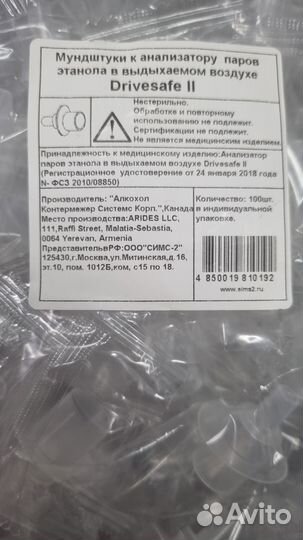 Мундштуки к анализатору паров
этанола в выдыхаемом воздухе
Drivesafe II
Нестерильно.
Обработке и повторному
использованию не подлежит.
Сертификации не подлежит.
Не является медицинским изделием.
Принадлежность к медицинскому изделию:Анализатор
паров этанола в выдыхаемом воздухе Drivesafe II
(Регистрационное удостоверение от 24 января 2018 года
N- ФСЗ 2010/08850)
Производитель: "Алкохол
Контермежер Системс Корп.",Канада
Место производства:ARIDES LLC,
111,Raffi Street, Malatia-Sebastia,
0064 Yerevan, Armenia
ПредставительвРФ:ООО"СИМС-2"
125430,г.Москва,ул.Митинская,д.16,
эт.10, пом. 1012Б,ком, с15 по 18.
Количество: 100шт.
в индивидуальной
упаковке.
4 850019 810192
www.sims2.ru
Avito